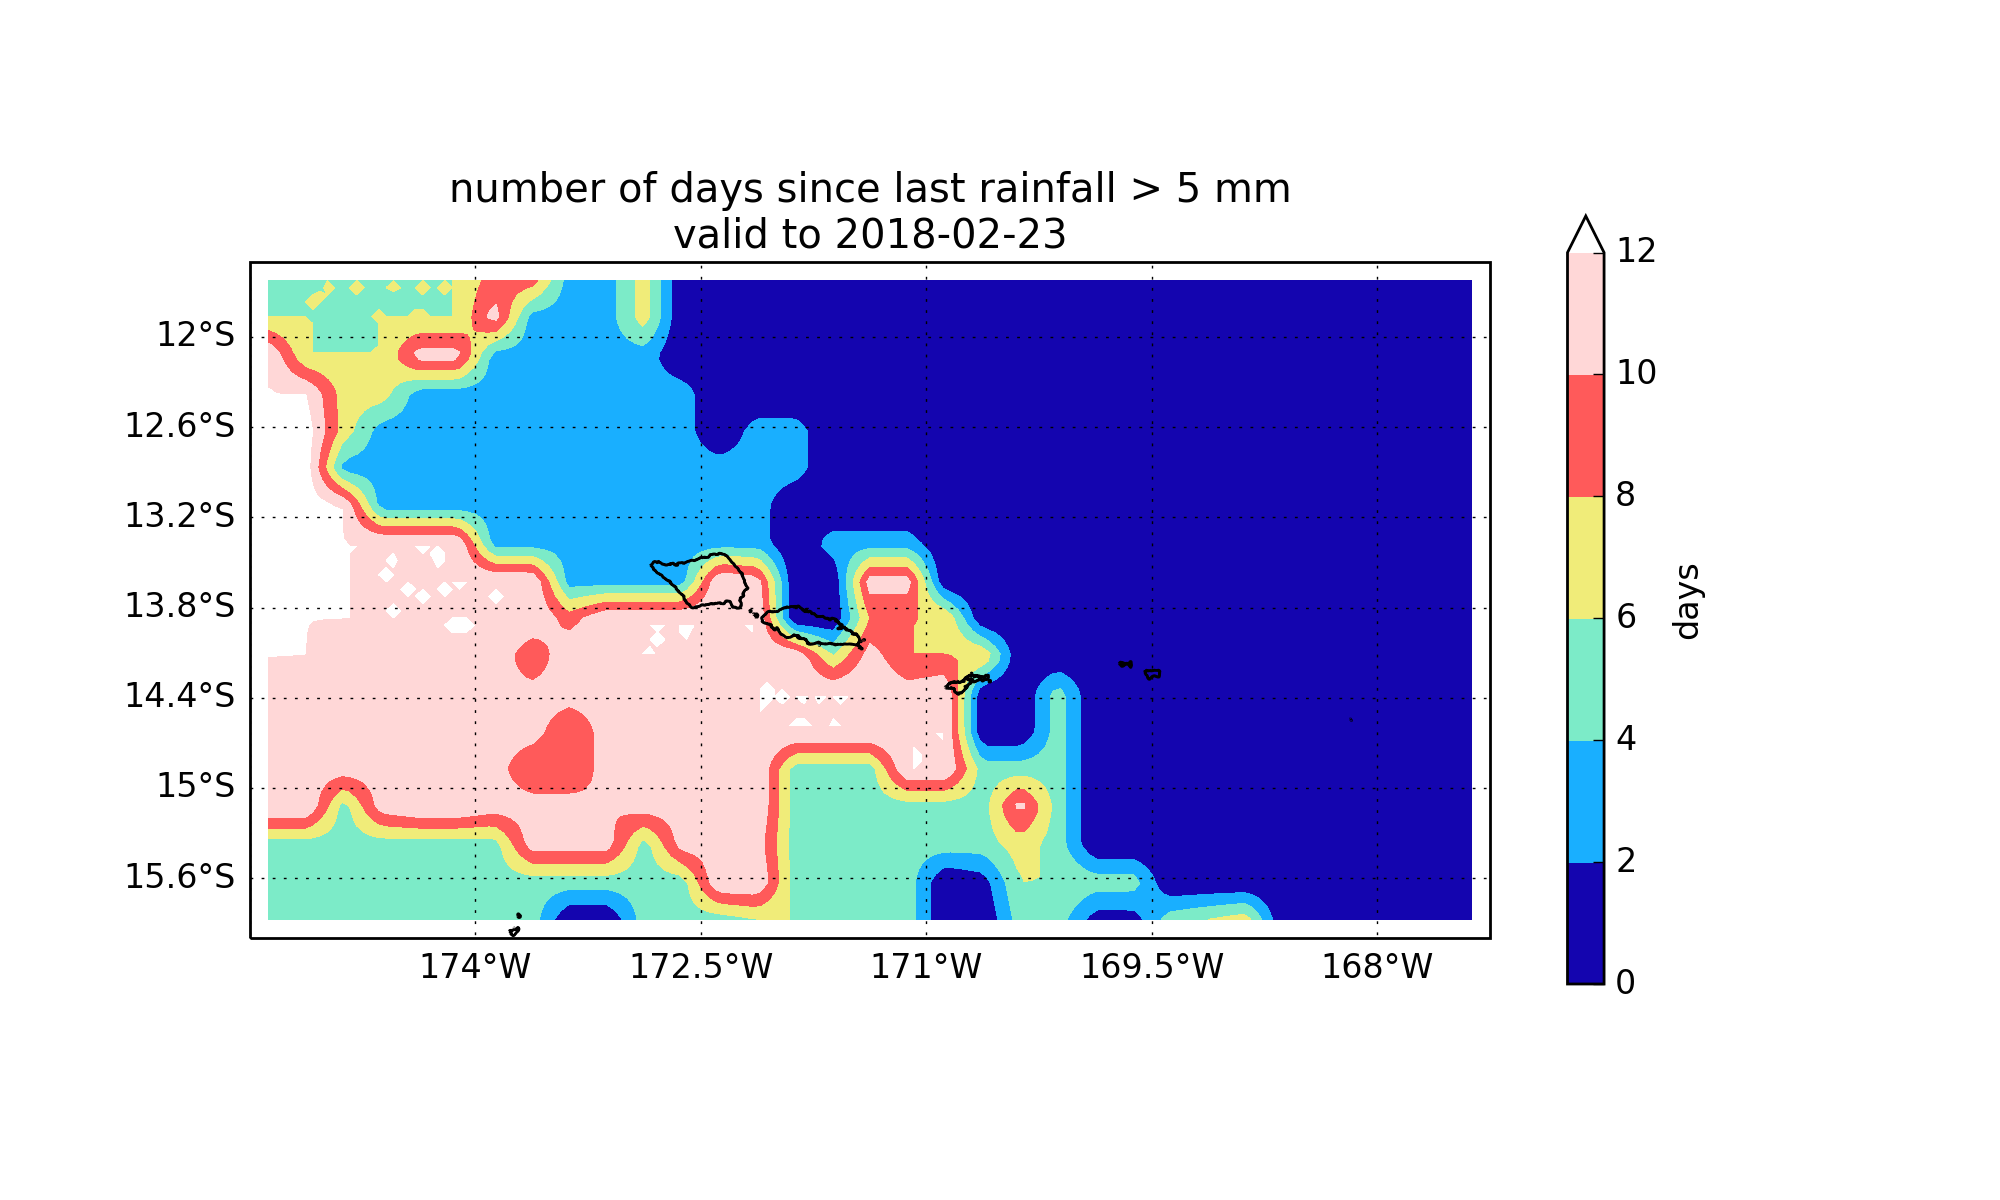 number of days since last rainfall > 5 mm
valid to 2018-02-23
12°S
12.6°S
13.2°S
13.8°S
14.4°S
15°S
15.6°S
174°W
172.5°W
171°W
169.5°W
168°W
12
10
8
6
4
2
0
days